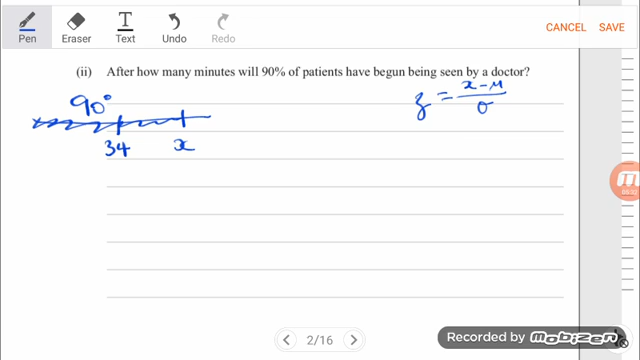 CANCEL SAVE
Pen Eraser Text Undo Redo
(ii) After how many minutes will 90% of patients have begun being seen by a doctor?
90°
34 x
z = x - μ / σ
2/16
Recorded by Mobizen